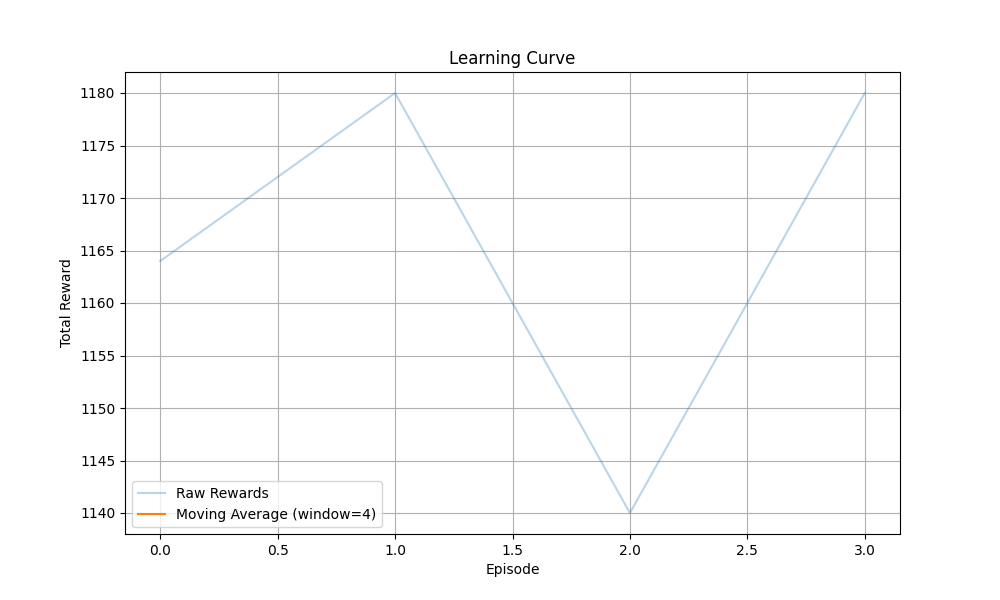 Learning Curve
Total Reward
1180
1175
1170
1165
1160
1155
1150
1145
1140
Raw Rewards
Moving Average (window=4)
0.0 0.5 1.0 1.5 2.0 2.5 3.0
Episode